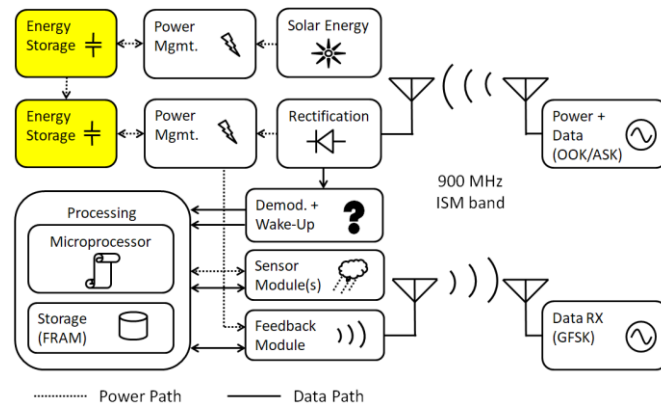 Energy
Storage
Power
Mgmt.
Solar Energy
Energy
Storage
Power
Mgmt.
Rectification
Power +
Data
(OOK/ASK)
900 MHz
ISM band
Processing
Microprocessor
Storage
(FRAM)
Demod. +
Wake-Up
?
Sensor
Module(s)
Feedback
Module
Data RX
(GFSK)
Power Path
Data Path